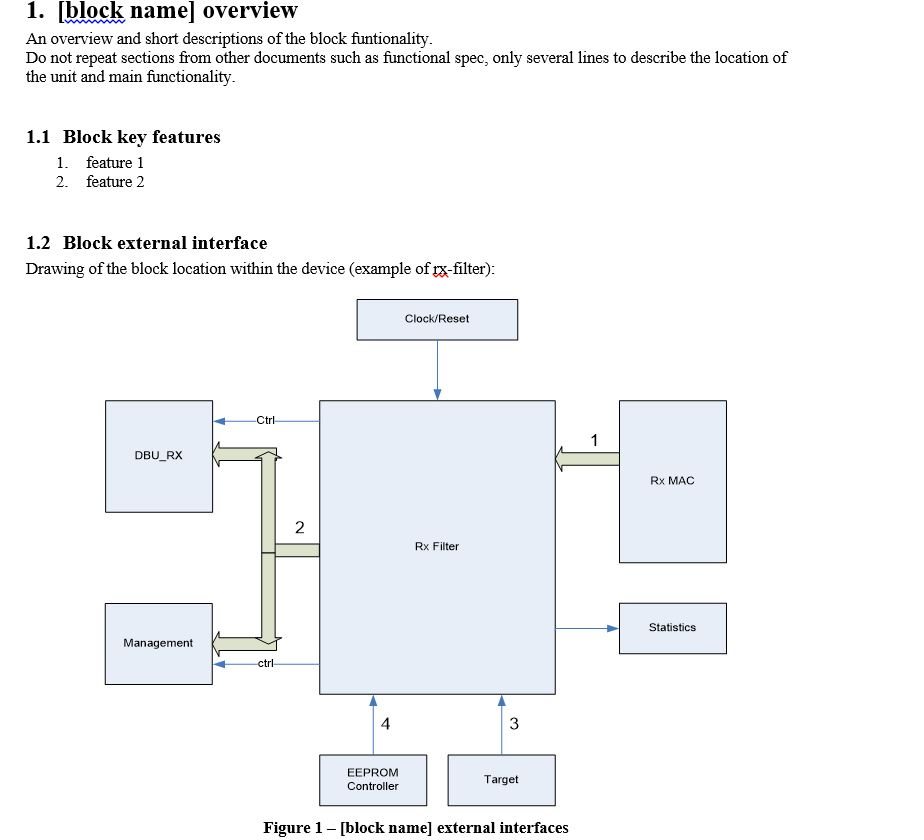 1. [block name] overview
An overview and short descriptions of the block funtionality.
Do not repeat sections from other documents such as functional spec, only several lines to describe the location of
the unit and main functionality.
1.1 Block key features
1. feature 1
2. feature 2
1.2 Block external interface
Drawing of the block location within the device (example of rx-filter):
Clock/Reset
Ctrl
DBU_RX
1
Rx MAC
2
Rx Filter
Statistics
Management
ctrl
4
3
EEPROM
Controller
Target
Figure 1 – [block name] external interfaces